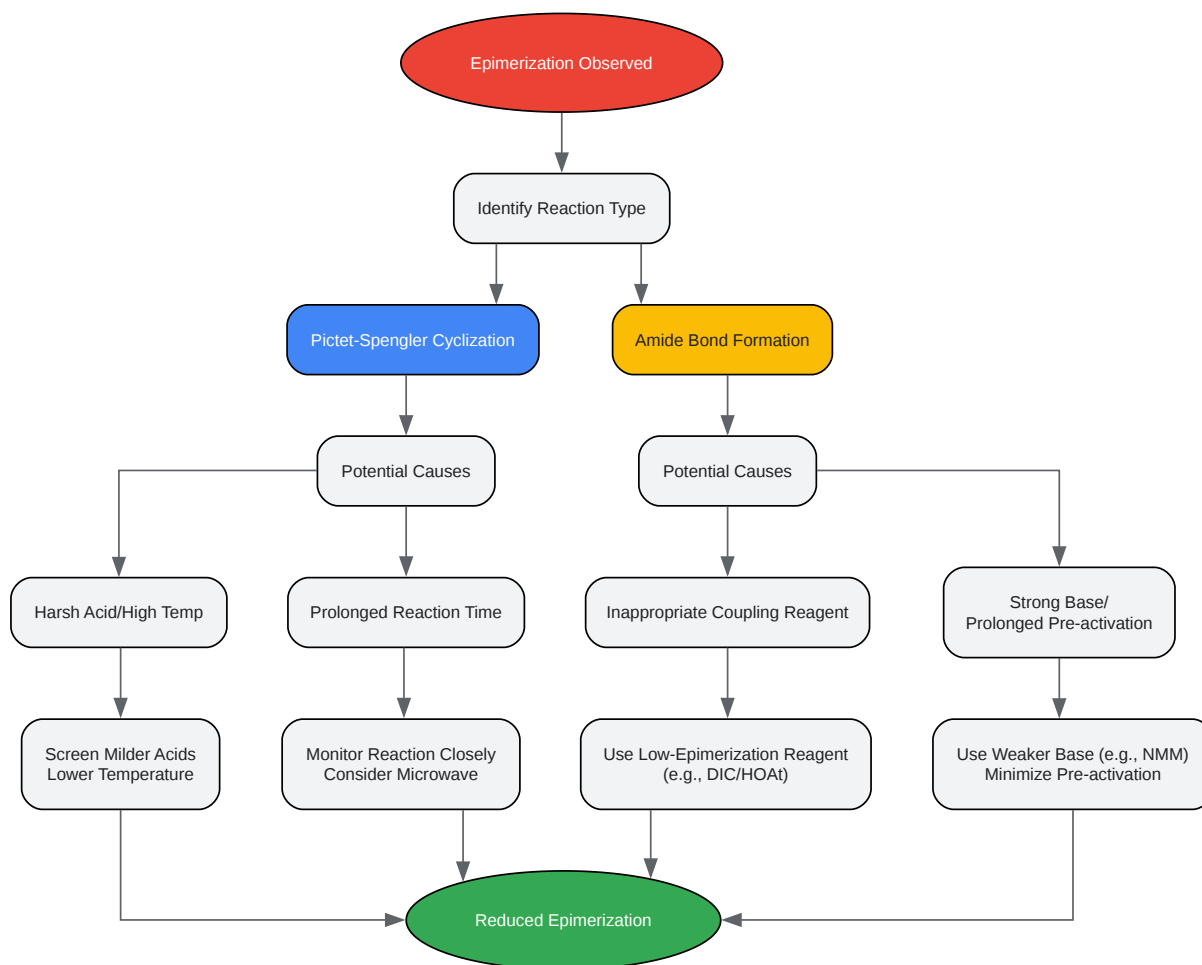 Epimerization Observed
Identify Reaction Type
Pictet-Spengler Cyclization
Amide Bond Formation
Potential Causes
Potential Causes
Harsh Acid/High Temp
Prolonged Reaction Time
Inappropriate Coupling Reagent
Strong Base/
Prolonged Pre-activation
Screen Milder Acids
Lower Temperature
Monitor Reaction Closely
Consider Microwave
Use Low-Epimerization Reagent
(e.g., DIC/HOAt)
Use Weaker Base (e.g., NMM)
Minimize Pre-activation
Reduced Epimerization